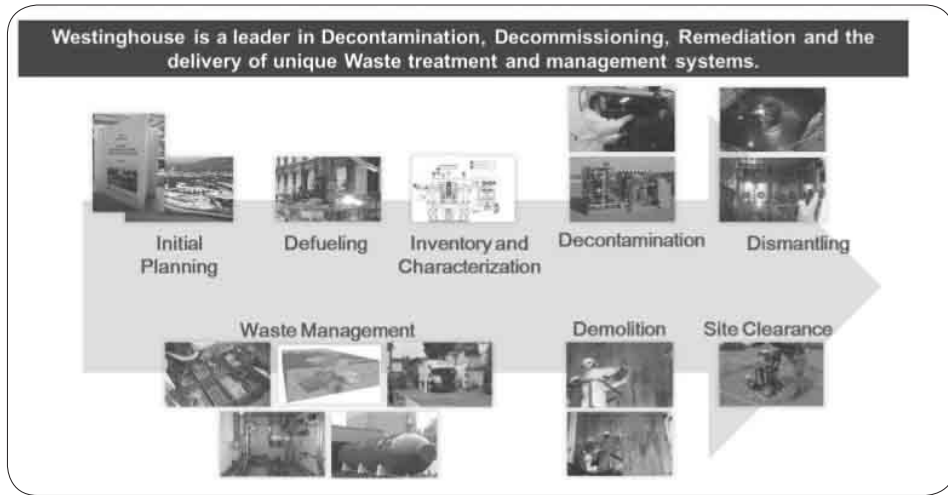 Westinghouse is a leader in Decontamination, Decommissioning, Remediation and the
delivery of unique Waste treatment and management systems.
Initial
Planning
Defueling
Inventory and
Characterization
Decontamination
Dismantling
Waste Management
Demolition
Site Clearance